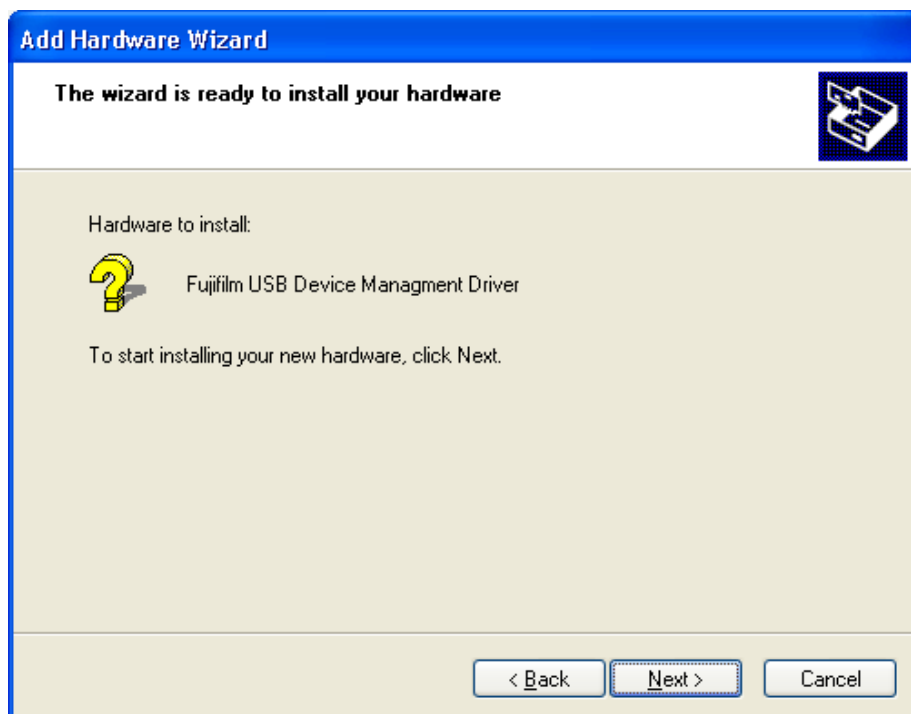 Add Hardware Wizard
The wizard is ready to install your hardware
Hardware to install:
Fujifilm USB Device Managment Driver
To start installing your new hardware, click Next.
< Back Next > Cancel